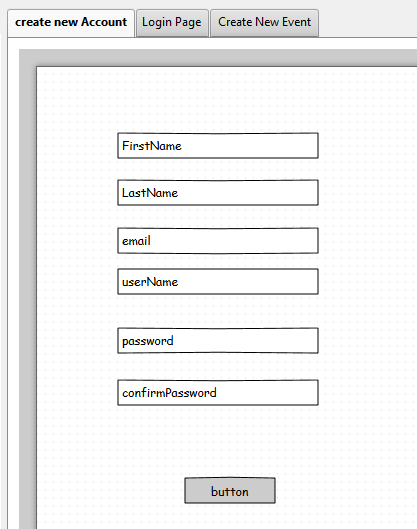 create new Account
Login Page
Create New Event
FirstName
LastName
email
userName
password
confirmPassword
button